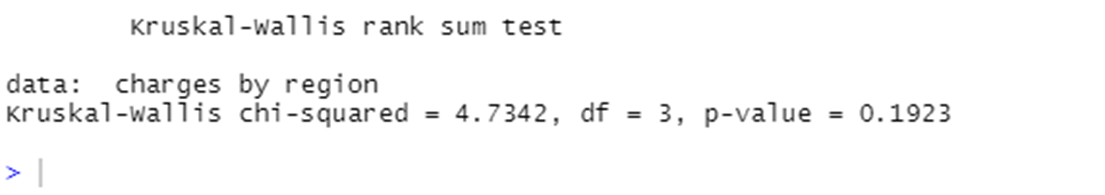 Kruskal-Wallis rank sum test
data: charges by region
Kruskal-Wallis chi-squared = 4.7342, df = 3, p-value = 0.1923
>